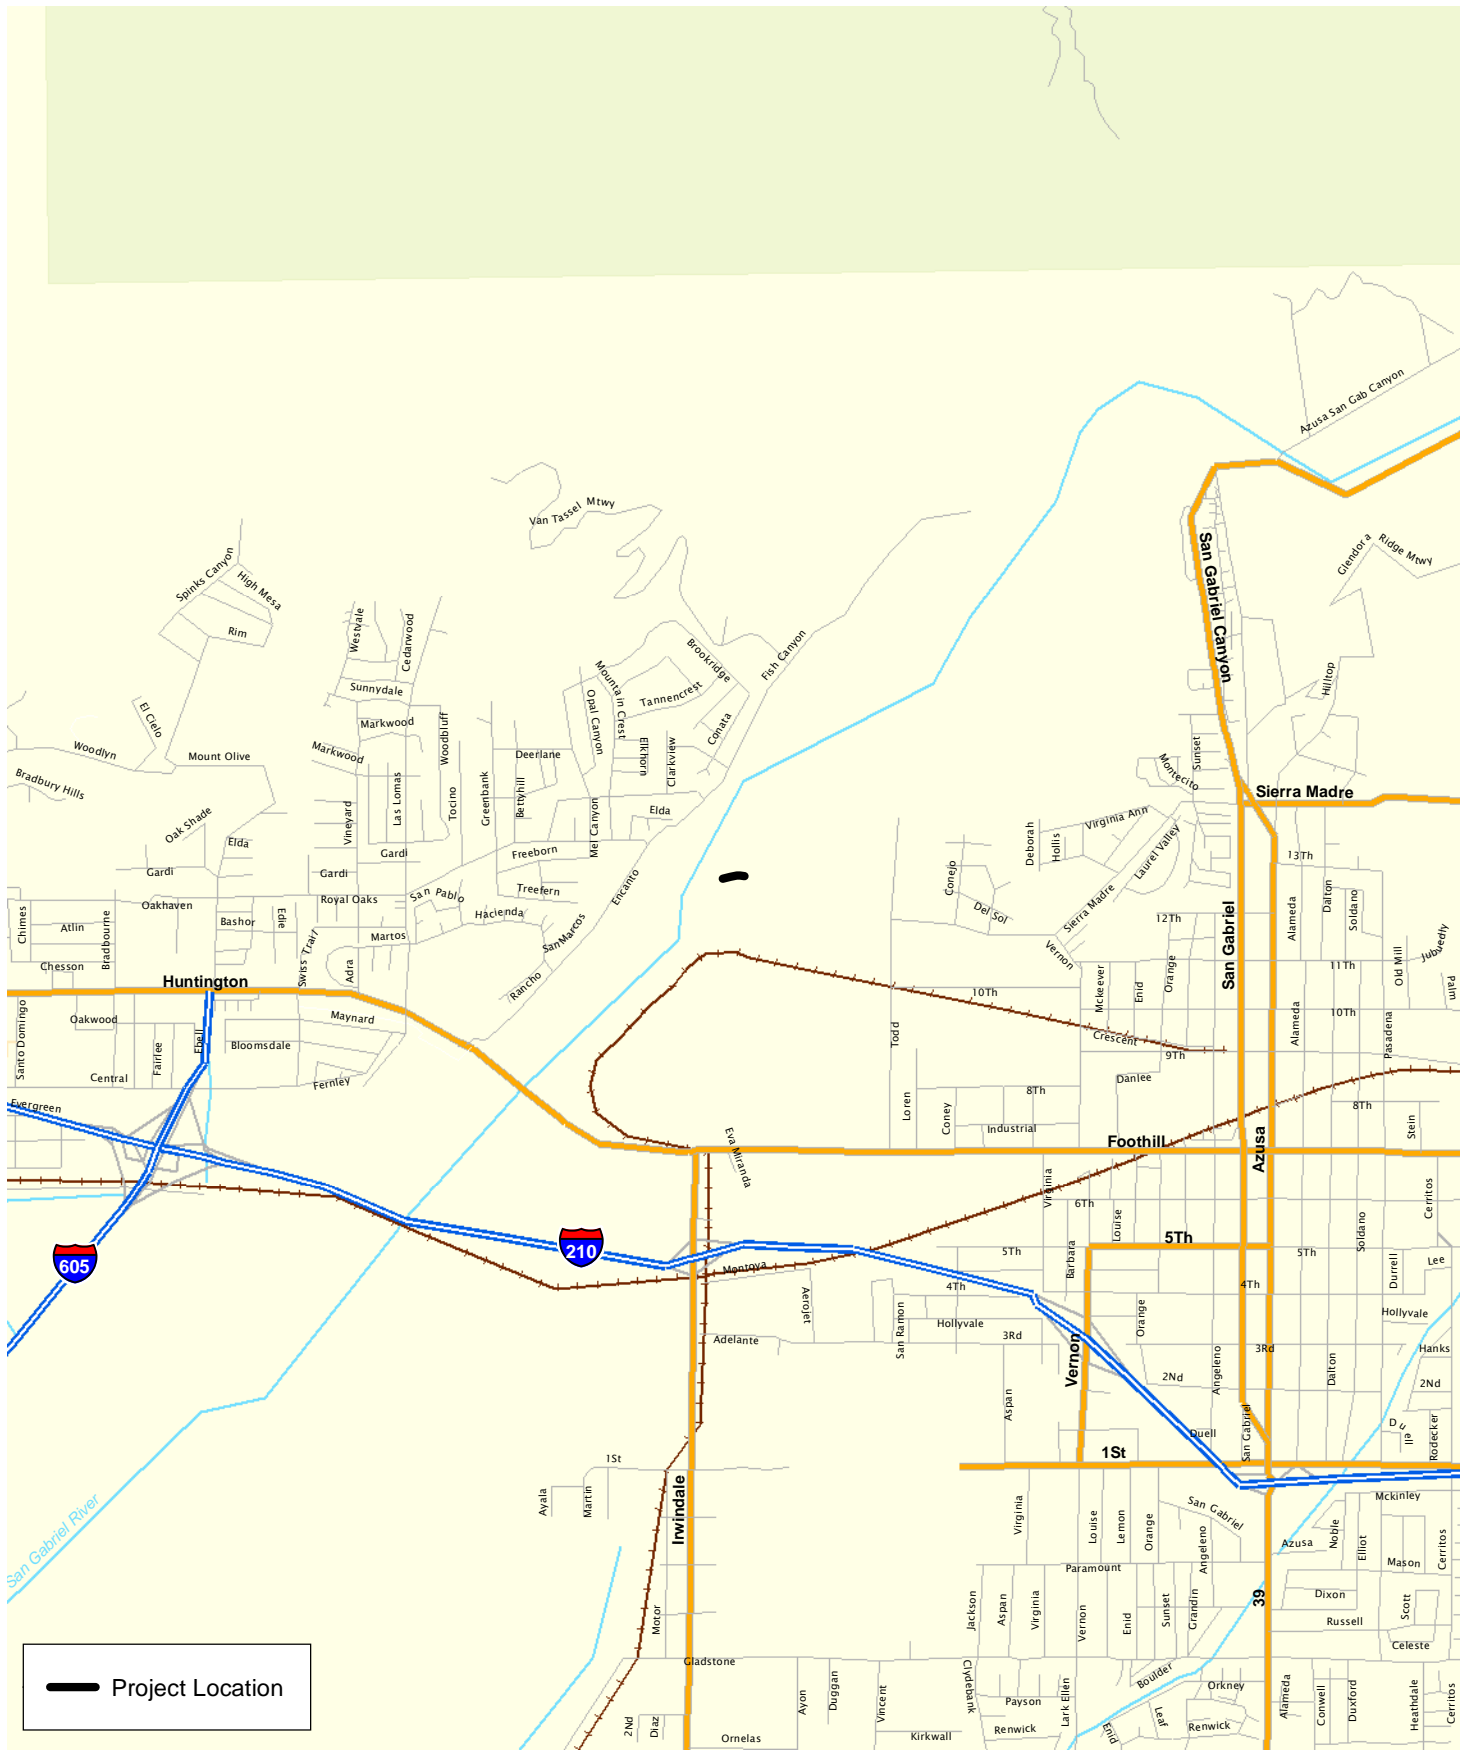 Azusa San Gab Canyon
Van Tassel Mtwy
San Gabriel Canyon
Glendora Ridge Mtwy
Spinks Canyon
High Mesa
Rim
Westvale
Cedarwood
Fish Canyon
Brookridge
Mountain Crest
Tannencrest
Hilltop
Sunnydale
El Cielo
Opal Canyon
Markwood
Woodbluff
Conata
Woodlyn
Mount Olive
Markwood
Deerlane
Elkhorn
Clarkview
Sunset
Montecito
Bradbury Hills
Las Lomas
Tocino
Greenbank
Bettyhill
Sierra Madre
Oak Shade
Vineyard
Mel Canyon
Elda
Virginia Ann
Deborah
Hollis
Laurel Valley
Elda
Gardi
Freeborn
13Th
Gardi
Gardi
Conejo
Treefern
Encanto
Royal Oaks
San Pablo
Dalton
Soldano
Oakhaven
Hacienda
Del Sol
Sierra Madre
12Th
Alameda
Chimes
Atlin
Bradbourne
Bashor
Edie
Swiss Trail
Martos
San Marcos
Vernon
San Gabriel
Old Mill
Jubuedly
Chesson
Adra
Rancho
Mckeever
Enid
Orange
11Th
Palm
Huntington
10Th
Santo Domingo
Oakwood
Maynard
Todd
Alameda
10Th
Pasadena
Fairlee
Ebell
Bloomsdale
Crescent
9Th
Central
Fernley
Danlee
Evergreen
Loren
Coney
8Th
8Th
Stein
Industrial
Eva Miranda
Foothill
Azusa
Virginia
6Th
Louise
Cerritos
Soldano
605
210
5Th
Barbara
5Th
5Th
Durrell
Lee
Montoya
4Th
4Th
Aerojet
San Ramon
Hollyvale
Orange
Hollyvale
Adelante
3Rd
Vernon
3Rd
Hanks
Aspan
2Nd
Angeleno
Dalton
2Nd
San Gabriel
Duell
Duell
Rodecker
1St
1St
Ayala
Martin
Irwindale
Mckinley
San Gabriel River
Virginia
Louise
Lemon
Orange
San Gabriel
Angeleno
Azusa
Noble
Elliot
Cerritos
Mason
Paramount
Jackson
Aspan
Virginia
Vernon
Enid
Sunset
Grandin
39
Dixon
Scott
Motor
Russell
Celeste
Gladstone
Project Location
Ayon
Duggan
Vincent
Clydebank
Lark Ellen
Boulder
Orkney
Alameda
Conwell
Duxford
Heathdale
Cerritos
Payson
2Nd
Diaz
Ornelas
Kirkwall
Renwick
Enid
Leaf
Renwick